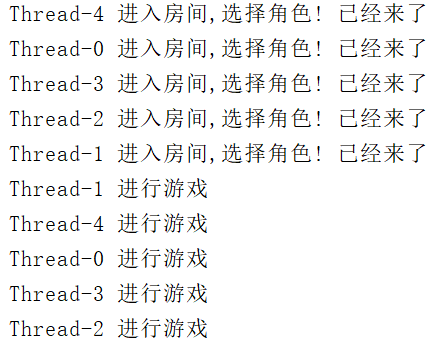 Thread-4 进入房间,选择角色! 已经来了
Thread-0 进入房间,选择角色! 已经来了
Thread-3 进入房间,选择角色! 已经来了
Thread-2 进入房间,选择角色! 已经来了
Thread-1 进入房间,选择角色! 已经来了
Thread-1 进行游戏
Thread-4 进行游戏
Thread-0 进行游戏
Thread-3 进行游戏
Thread-2 进行游戏